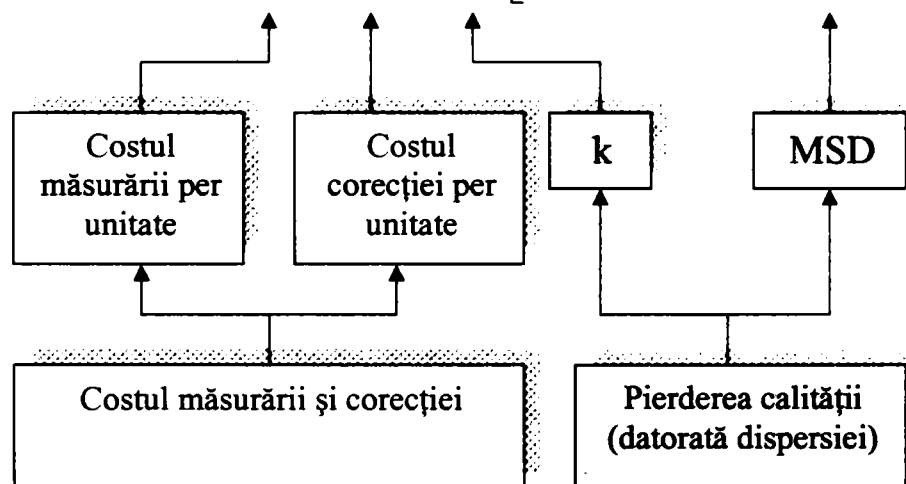 Costul
măsurării per
unitate
Costul
corecției per
unitate
k
MSD
Costul măsurării și corecției
Pierderea calității
(datorată dispersiei)